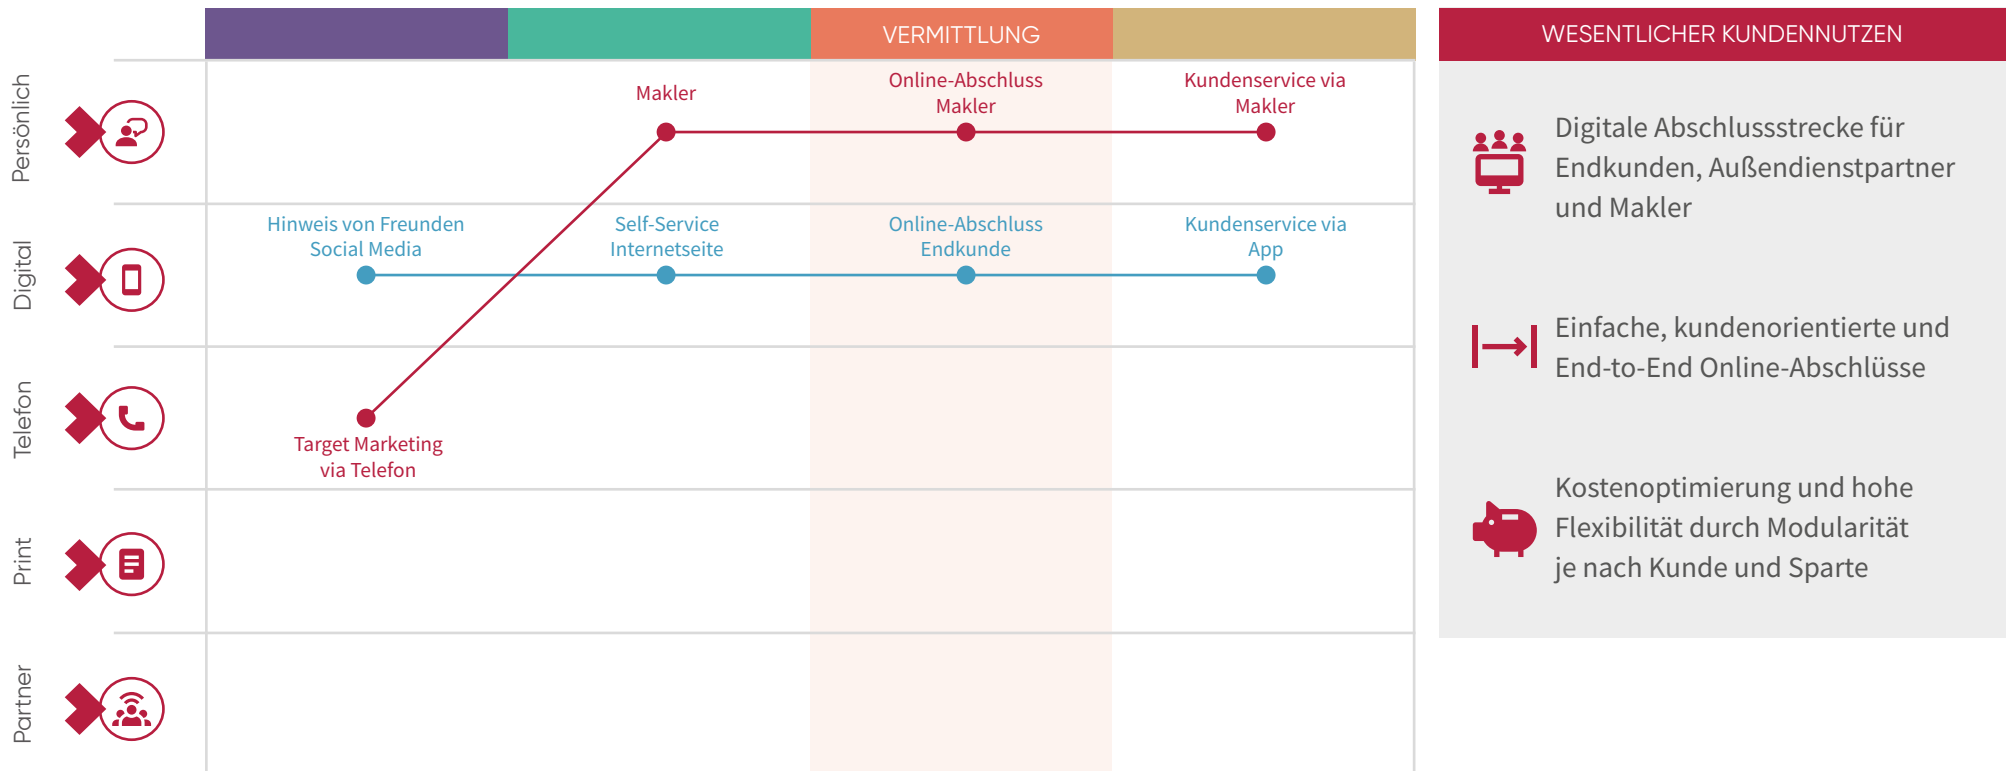 VERMITTLUNG
WESENTLICHER KUNDENNUTZEN
Persönlich
Makler
Online-Abschluss
Makler
Kundenservice via
Makler
Digital
Hinweis von Freunden
Social Media
Self-Service
Internetseite
Online-Abschluss
Endkunde
Kundenservice via
App
Telefon
Target Marketing
via Telefon
Print
Partner
Digitale Abschlussstrecke für
Endkunden, Außendienstpartner
und Makler
Einfache, kundenorientierte und
End-to-End Online-Abschlüsse
Kostenoptimierung und hohe
Flexibilität durch Modularität
je nach Kunde und Sparte